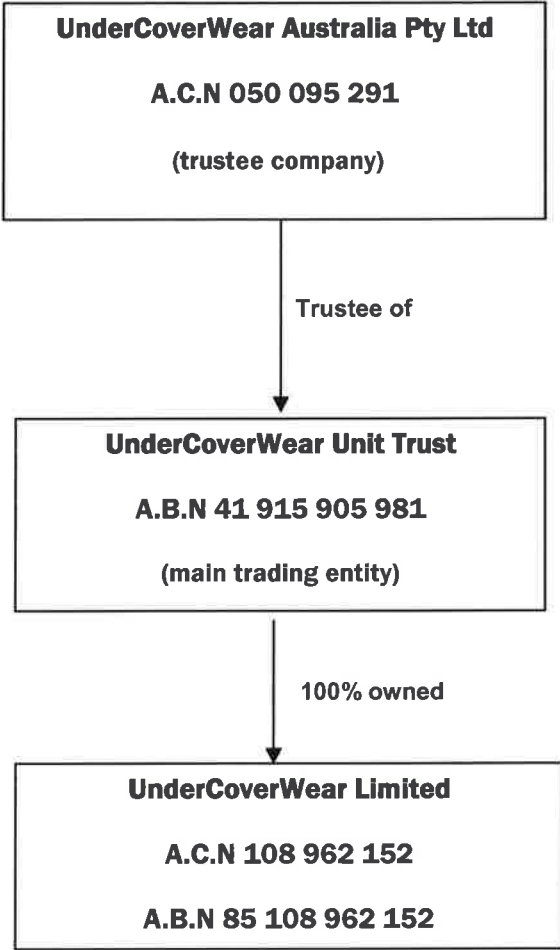 UnderCoverWear Australia Pty Ltd
A.C.N 050 095 291
(trustee company)
Trustee of
UnderCoverWear Unit Trust
A.B.N 41 915 905 981
(main trading entity)
100% owned
UnderCoverWear Limited
A.C.N 108 962 152
A.B.N 85 108 962 152